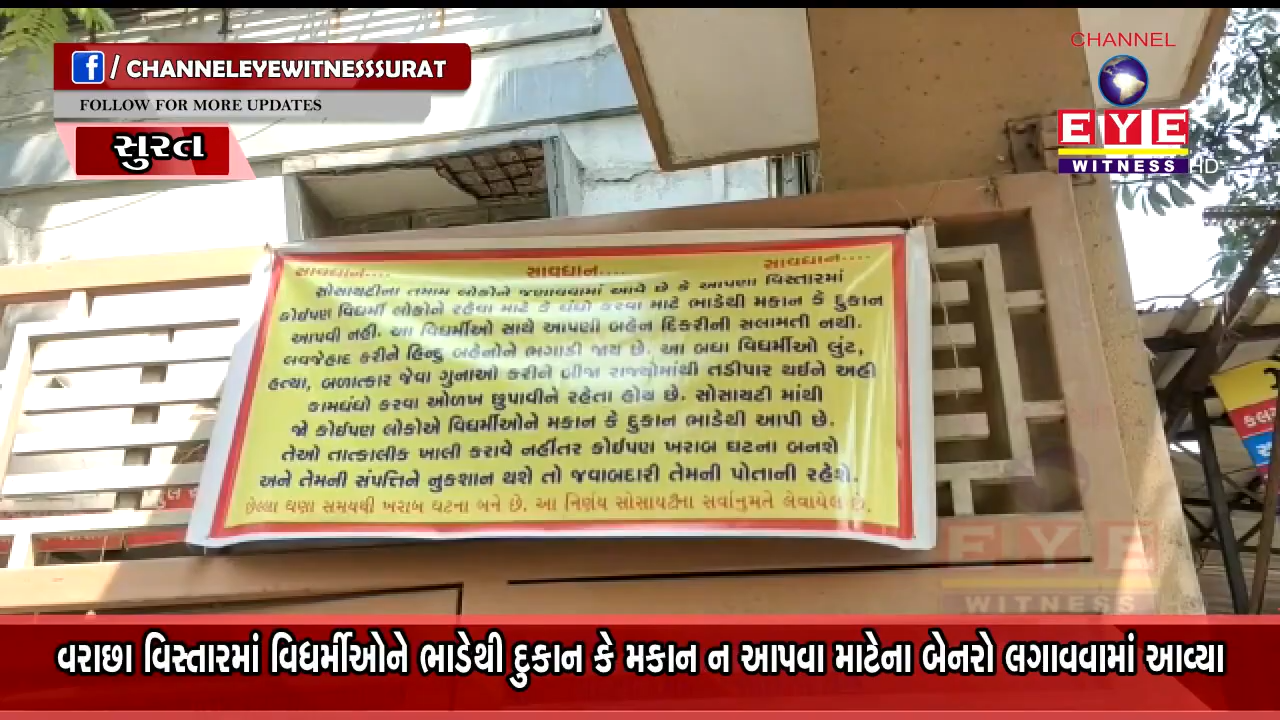 f / CHANNELEYEWITNESSSURAT
FOLLOW FOR MORE UPDATES
સુરત
CHANNEL
EYE
WITNESS HD
સાવધાન.... સાવધાન.... સાવધાન....
સોસાયટીના તમામ લોકોને જણાવવામાં આવે છે કે આપણા વિસ્તારમાં
કોઈપણ વિધર્મી લોકોને રહેવા માટે કે ધંધો કરવા માટે ભાડેથી મકાન કે દુકાન
આપવી નહી. આ વિધર્મીઓ સાથે આપણી બહેન દિકરીની સલામતી નથી.
લવજેહાદ કરીને હિન્દુ બહેનોને ભગાડી જાય છે. આ બધા વિધર્મીઓ લુંટ,
હત્યા, બળાત્કાર જેવા ગુનાઓ કરીને બીજા રાજ્યોમાંથી તડીપાર થઈને અહી
કામધંધો કરવા ઓળખ છુપાવીને રહેતા હોય છે. સોસાયટી માંથી
જો કોઈપણ લોકોએ વિધર્મીઓને મકાન કે દુકાન ભાડેથી આપી છે.
તેઓ તાત્કાલીક ખાલી કરાવે નહીંતર કોઈપણ ખરાબ ઘટના બનશે
અને તેમની સંપત્તિને નુકશાન થશે તો જવાબદારી તેમની પોતાની રહેશે.
છેલ્લા ઘણા સમયથી ખરાબ ઘટના બને છે. આ નિર્ણય સોસાયટીના સર્વાનુમતે લેવાયેલ છે.
EYE
WITNESS
વરાછા વિસ્તારમાં વિધર્મીઓને ભાડેથી દુકાન કે મકાન ન આપવા માટેના બેનરો લગાવવામાં આવ્યા